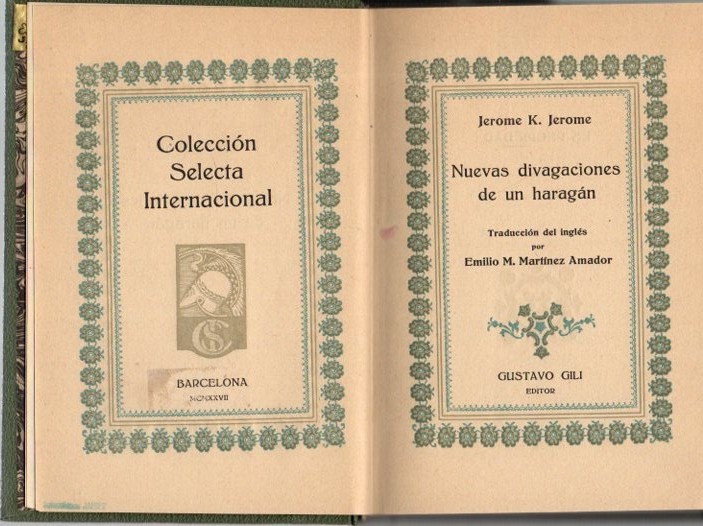 Colección
Selecta
Internacional
BARCELONA
MCMXXVII
Jerome K. Jerome
Nuevas divagaciones
de un haragán
Traducción del inglés
por
Emilio M. Martínez Amador
GUSTAVO GILI
EDITOR